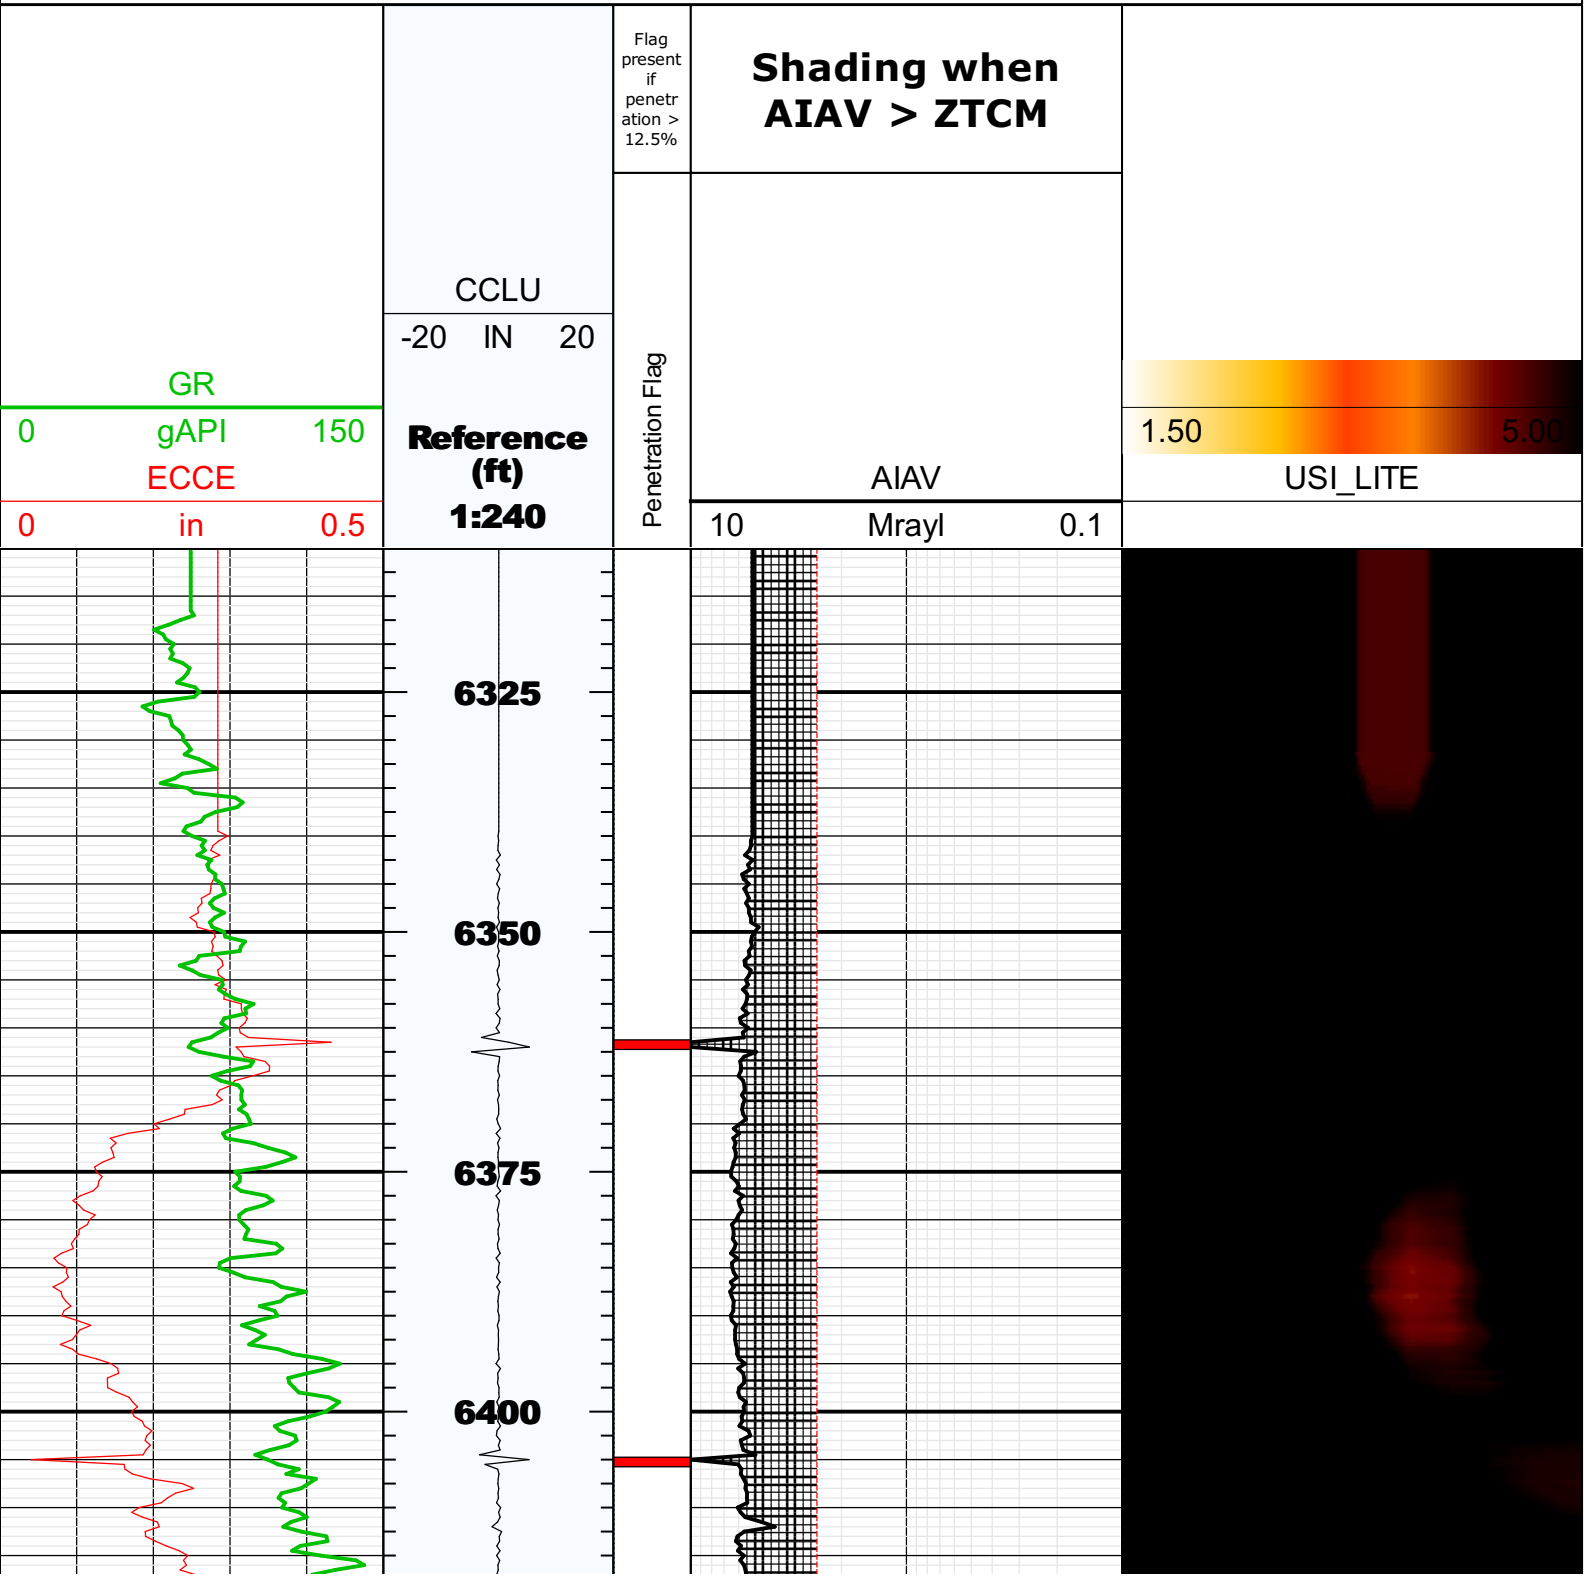 Flag
present
if
penetr
ation >
12.5%
Shading when
AIAV > ZTCM
CCLU
-20 IN 20
GR
0 gAPI 150
ECCE
0 in 0.5
Reference
(ft)
1:240
Penetration Flag
AIAV
10 Mrayl 0.1
1.50 5.00
USI_LITE
6325
6350
6375
6400